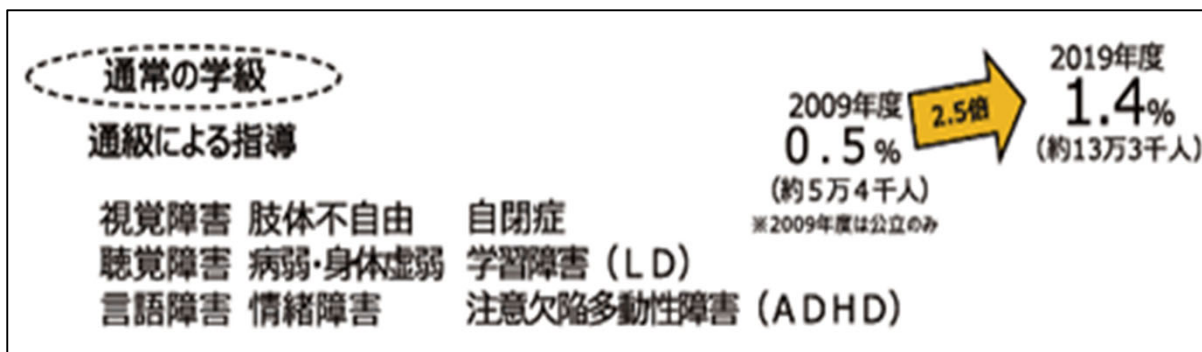 通常の学級
通級による指導
視覚障害 肢体不自由 自閉症
聴覚障害 病弱・身体虚弱 学習障害（ＬＤ）
言語障害 情緒障害 注意欠陥多動性障害（ＡＤＨＤ）
2009年度
0.5%
（約５万４千人）
※2009年度は公立のみ
2.5倍
2019年度
1.4%
（約13万３千人）